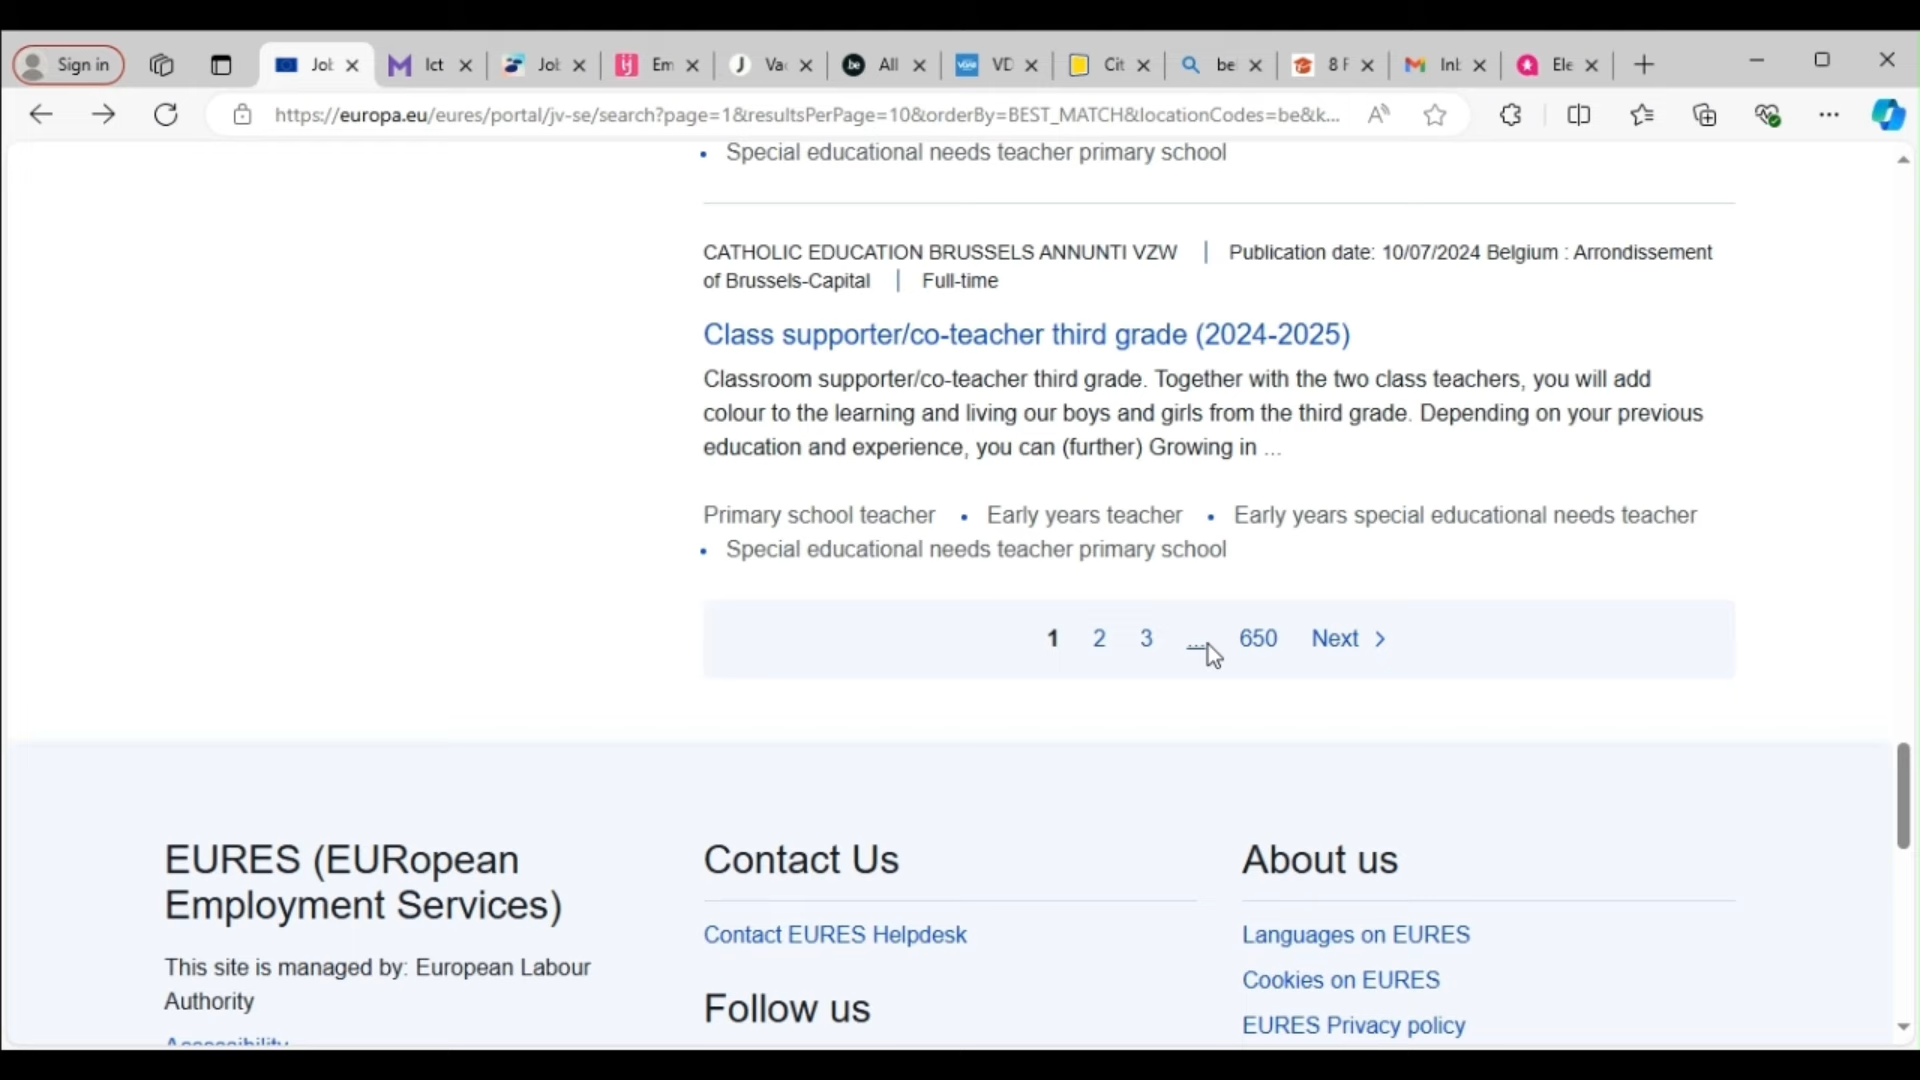 Sign in
Jol
Ict
Jol
Em
Va
All
VD
Cit
be
8 F
Int
Ele
https://europa.eu/eures/portal/jv-se/search?page=1&resultsPerPage=10&orderBy=BEST_MATCH&locationCodes=be&k...
• Special educational needs teacher primary school
CATHOLIC EDUCATION BRUSSELS ANNUNTI VZW | Publication date: 10/07/2024 Belgium : Arrondissement
of Brussels-Capital | Full-time
Class supporter/co-teacher third grade (2024-2025)
Classroom supporter/co-teacher third grade. Together with the two class teachers, you will add
colour to the learning and living our boys and girls from the third grade. Depending on your previous
education and experience, you can (further) Growing in ...
Primary school teacher • Early years teacher • Early years special educational needs teacher
• Special educational needs teacher primary school
1 2 3 ... 650 Next >
EURES (EURopean
Employment Services)
This site is managed by: European Labour
Authority
Accessibility
Contact Us
Contact EURES Helpdesk
Follow us
About us
Languages on EURES
Cookies on EURES
EURES Privacy policy